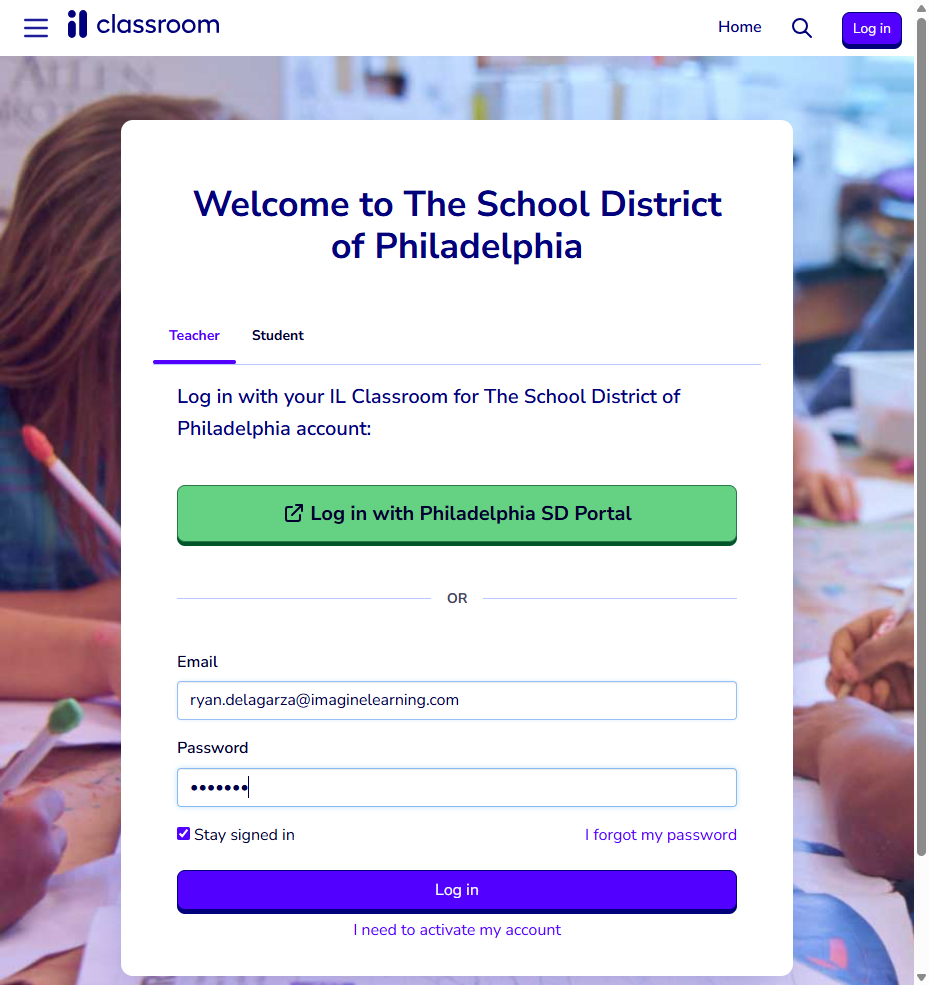 il classroom
Home
Log in
Welcome to The School District
of Philadelphia
Teacher
Student
Log in with your IL Classroom for The School District of
Philadelphia account:
Log in with Philadelphia SD Portal
OR
Email
ryan.delagarza@imaginelearning.com
Password
•••••••
Stay signed in
I forgot my password
Log in
I need to activate my account